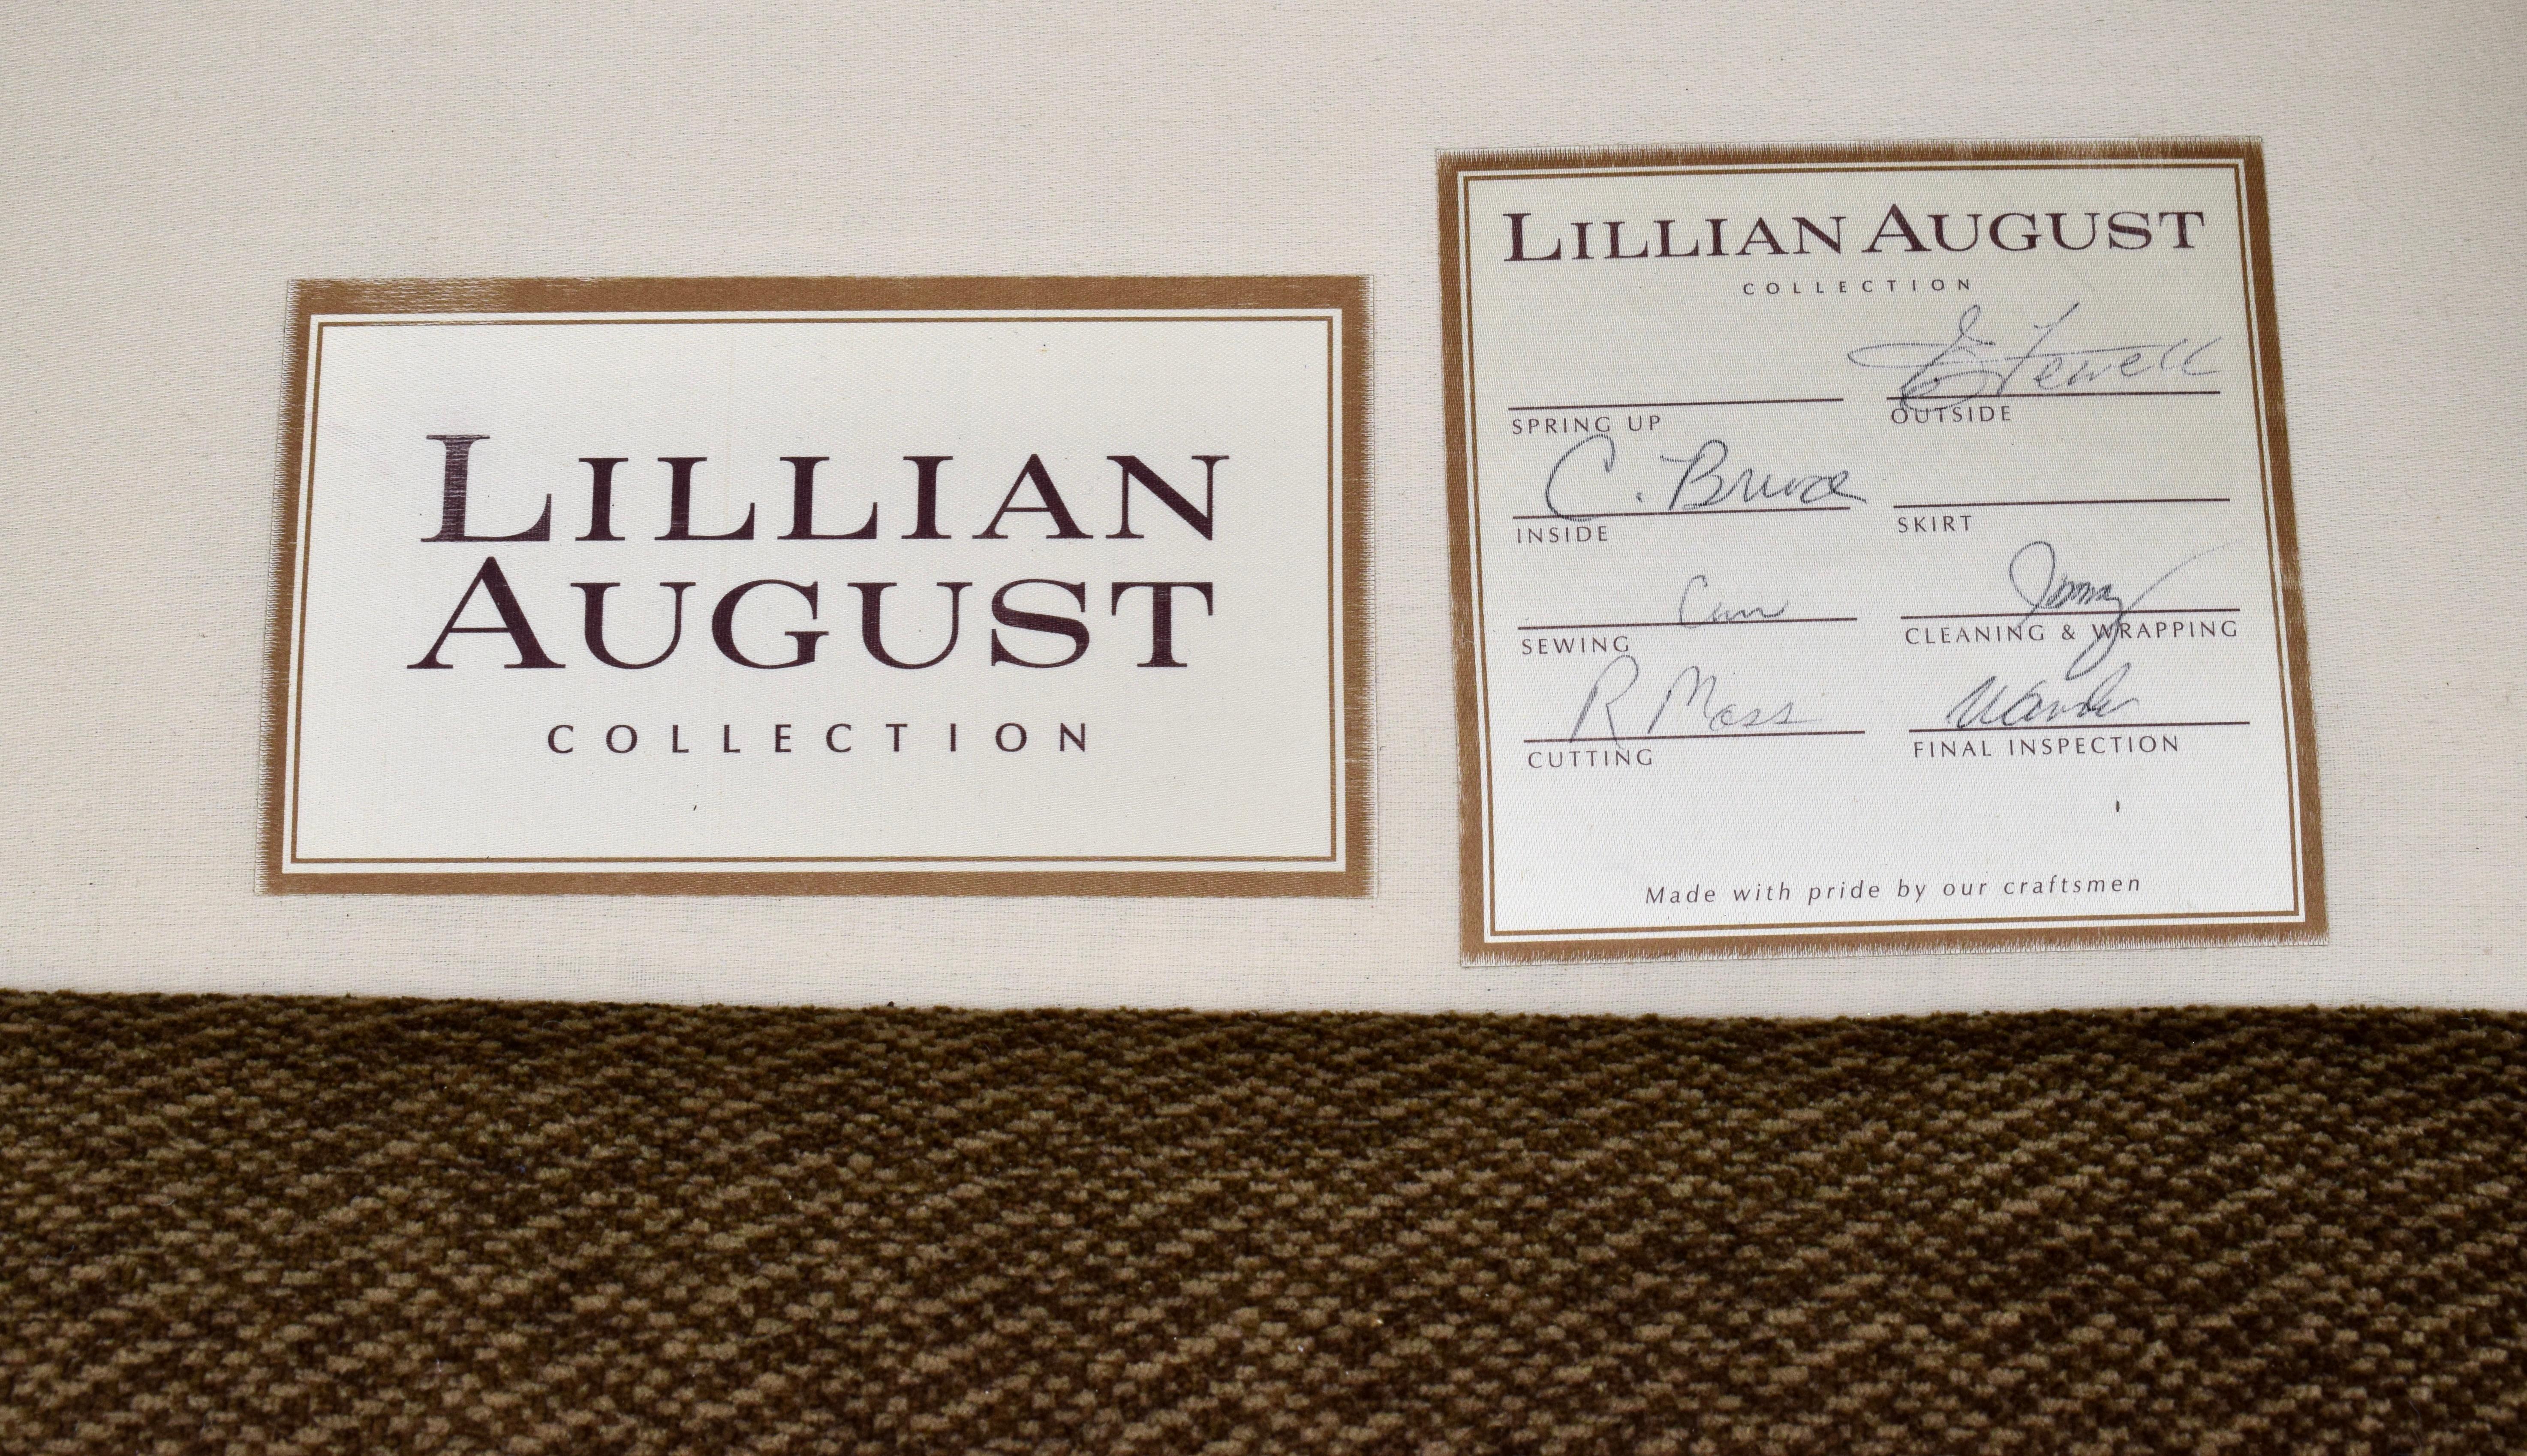 LILLIAN
AUGUST
COLLECTION
LILLIAN AUGUST
COLLECTION
SPRING UP
OUTSIDE
C. Bruce
INSIDE
SKIRT
SEWING
CLEANING & WRAPPING
R Moss
CUTTING
FINAL INSPECTION
Made with pride by our craftsmen